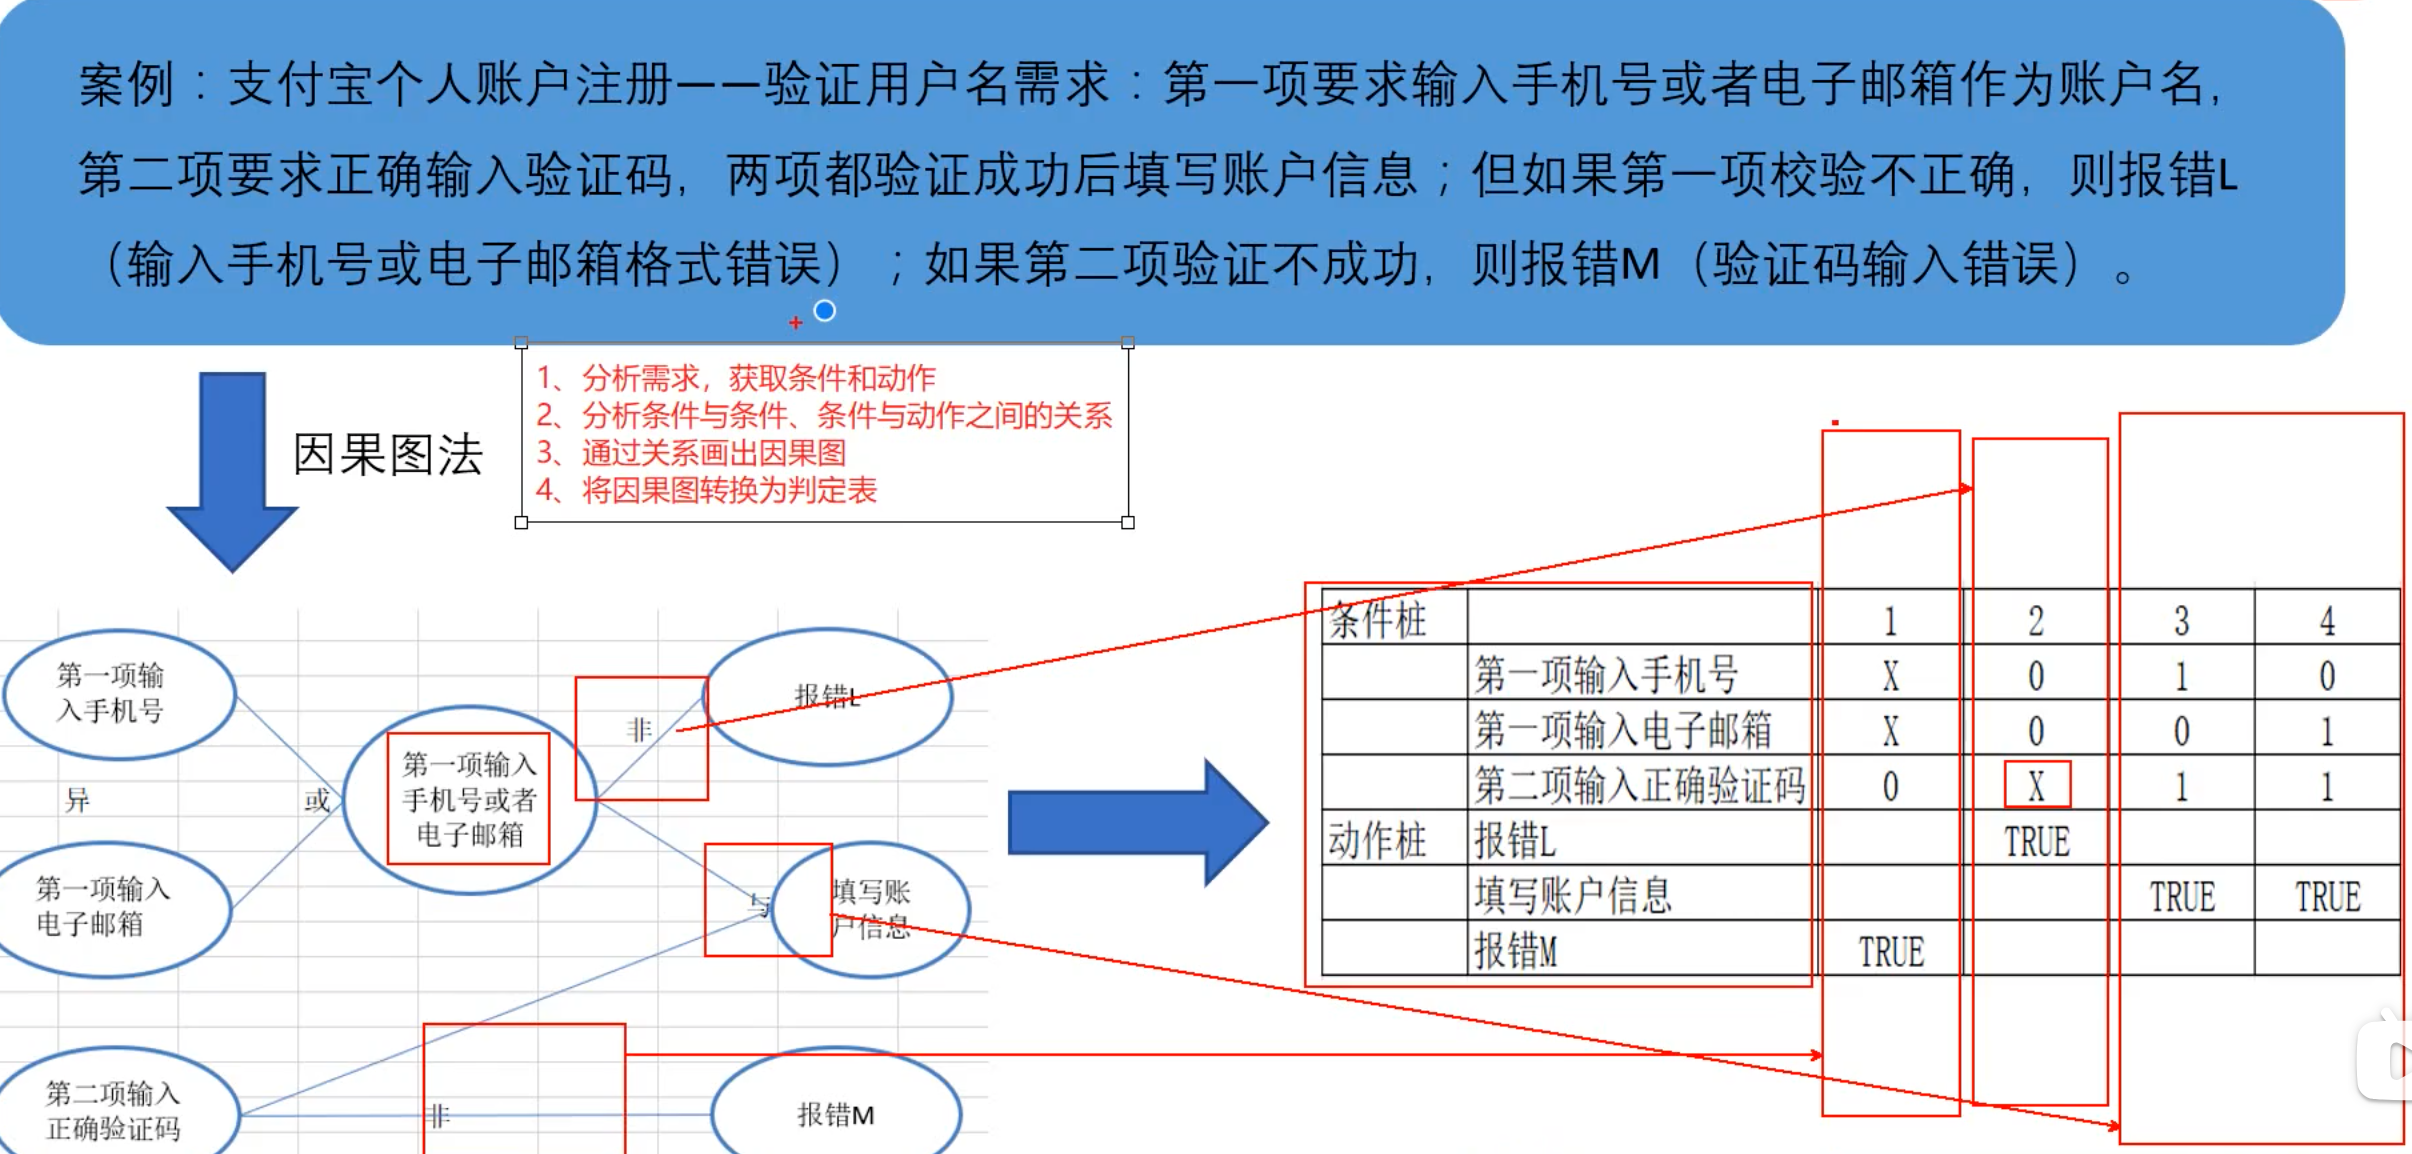 案例：支付宝个人账户注册——验证用户名需求：第一项要求输入手机号或者电子邮箱作为账户名，
第二项要求正确输入验证码，两项都验证成功后填写账户信息；但如果第一项校验不正确，则报错L
（输入手机号或电子邮箱格式错误）；如果第二项验证不成功，则报错M（验证码输入错误）。
1、分析需求，获取条件和动作
2、分析条件与条件、条件与动作之间的关系
3、通过关系画出因果图
4、将因果图转换为判定表
因果图法
第一项输
入手机号
异
第一项输入
电子邮箱
或
第一项输入
手机号或者
电子邮箱
非
报错L
与
填写账
户信息
第二项输入
正确验证码
非
报错M
条件桩 1 2 3 4
第一项输入手机号 X 0 1 0
第一项输入电子邮箱 X 0 0 1
第二项输入正确验证码 0 X 1 1
动作桩 报错L TRUE
填写账户信息 TRUE TRUE
报错M TRUE